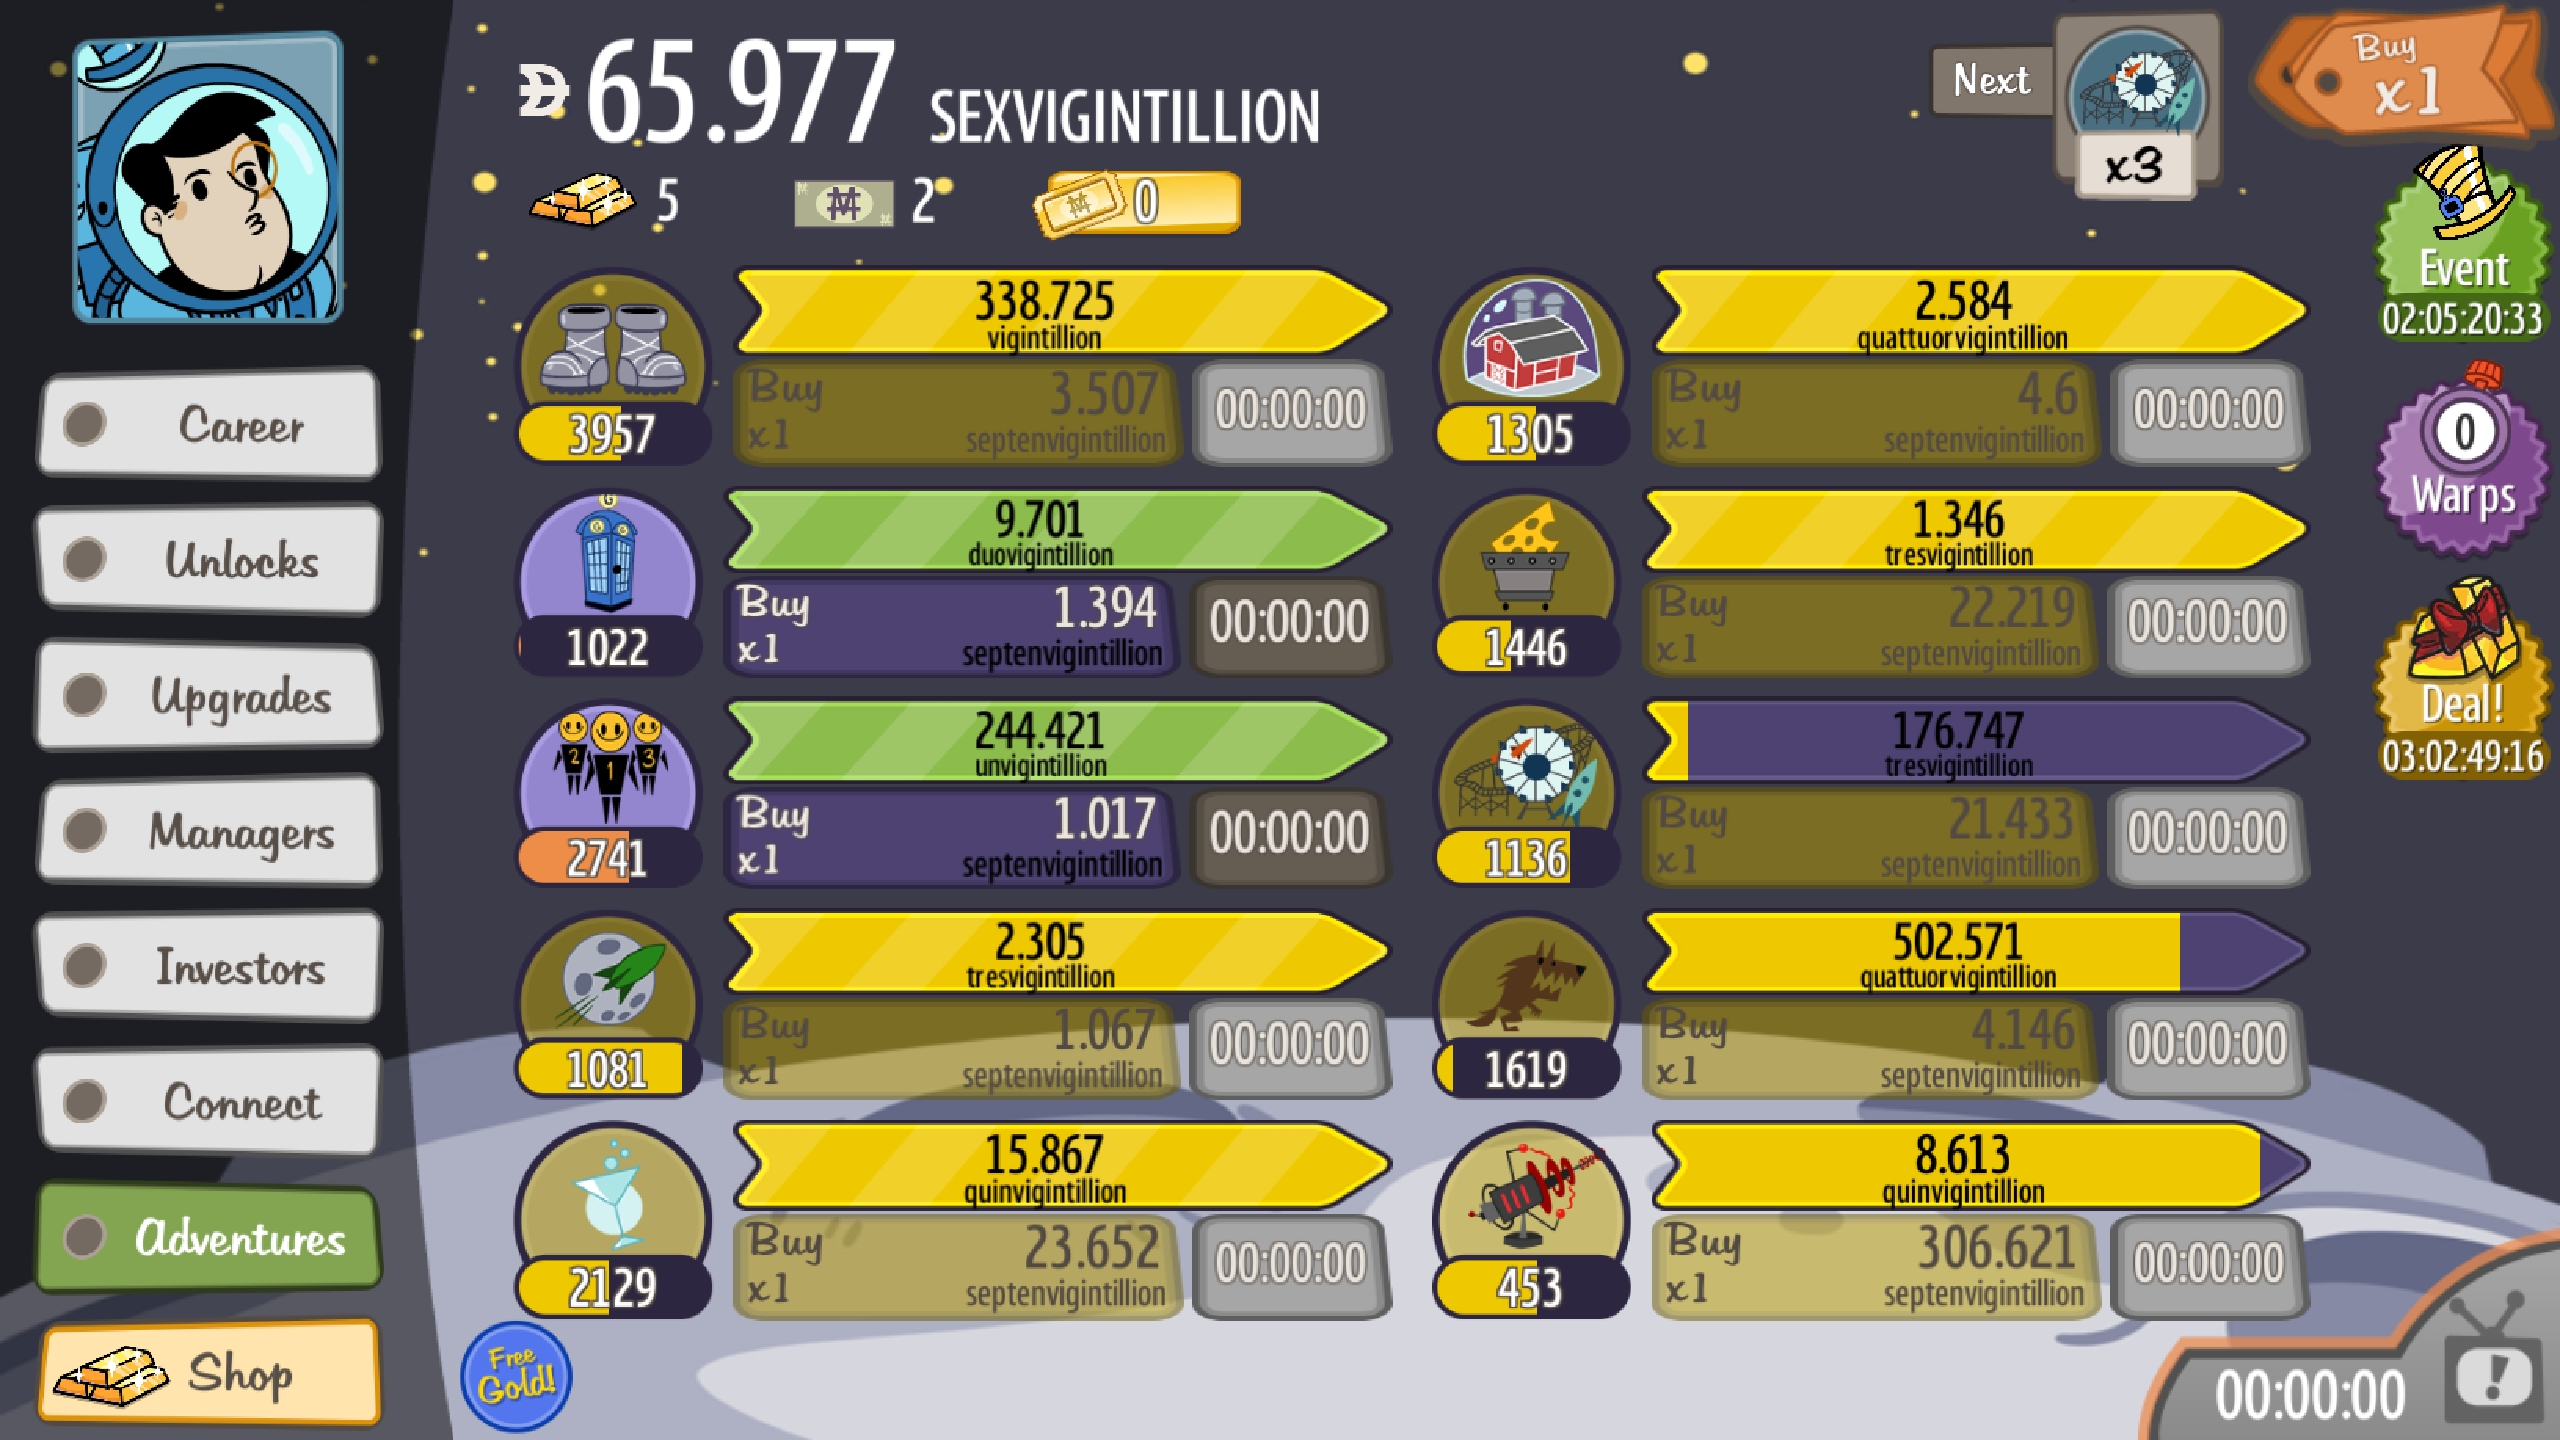 65.977 SEXVIGINTILLION
Next
x3
Buy
x1
5
2
0
Event
02:05:20:33
0
Warps
Deal!
03:02:49:16
Career
Unlocks
Upgrades
Managers
Investors
Connect
Adventures
Shop
338.725
vigintillion
3957
Buy 3.507
x1 septenvigintillion
00:00:00
2.584
quattuorvigintillion
1305
Buy 4.6
x1 septenvigintillion
00:00:00
G
9.701
duovigintillion
1022
Buy 1.394
x1 septenvigintillion
00:00:00
1.346
tresvigintillion
1446
Buy 22.219
x1 septenvigintillion
00:00:00
2 1 3
244.421
unvigintillion
2741
Buy 1.017
x1 septenvigintillion
00:00:00
176.747
tresvigintillion
1136
Buy 21.433
x1 septenvigintillion
00:00:00
2.305
tresvigintillion
1081
Buy 1.067
x1 septenvigintillion
00:00:00
502.571
quattuorvigintillion
1619
Buy 4.146
x1 septenvigintillion
00:00:00
15.867
quinvigintillion
2129
Buy 23.652
x1 septenvigintillion
00:00:00
8.613
quinvigintillion
453
Buy 306.621
x1 septenvigintillion
00:00:00
Free
Gold!
00:00:00
!